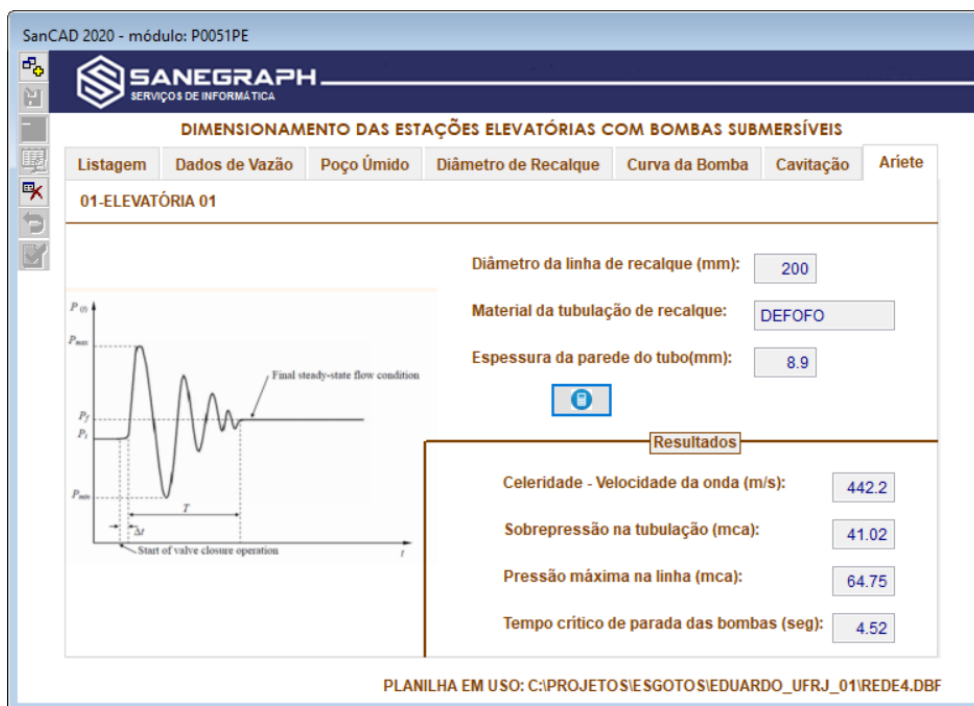 SanCAD 2020 - módulo: P0051PE
SANEGRAPH
SERVIÇOS DE INFORMÁTICA
DIMENSIONAMENTO DAS ESTAÇÕES ELEVATÓRIAS COM BOMBAS SUBMERSÍVEIS
Listagem Dados de Vazão Poço Úmido Diâmetro de Recalque Curva da Bomba Cavitação Ariete
01-ELEVATÓRIA 01
Diâmetro da linha de recalque (mm): 200
Material da tubulação de recalque: DEFOFO
Espessura da parede do tubo(mm): 8.9
P (t)
Pmax
Final steady-state flow condition
Pf
Pi
Pmin
T
Δt
Start of valve closure operation
t
Resultados
Celeridade - Velocidade da onda (m/s): 442.2
Sobrepressão na tubulação (mca): 41.02
Pressão máxima na linha (mca): 64.75
Tempo crítico de parada das bombas (seg): 4.52
PLANILHA EM USO: C:\PROJETOS\ESGOTOS\EDUARDO_UFRJ_01\REDE4.DBF